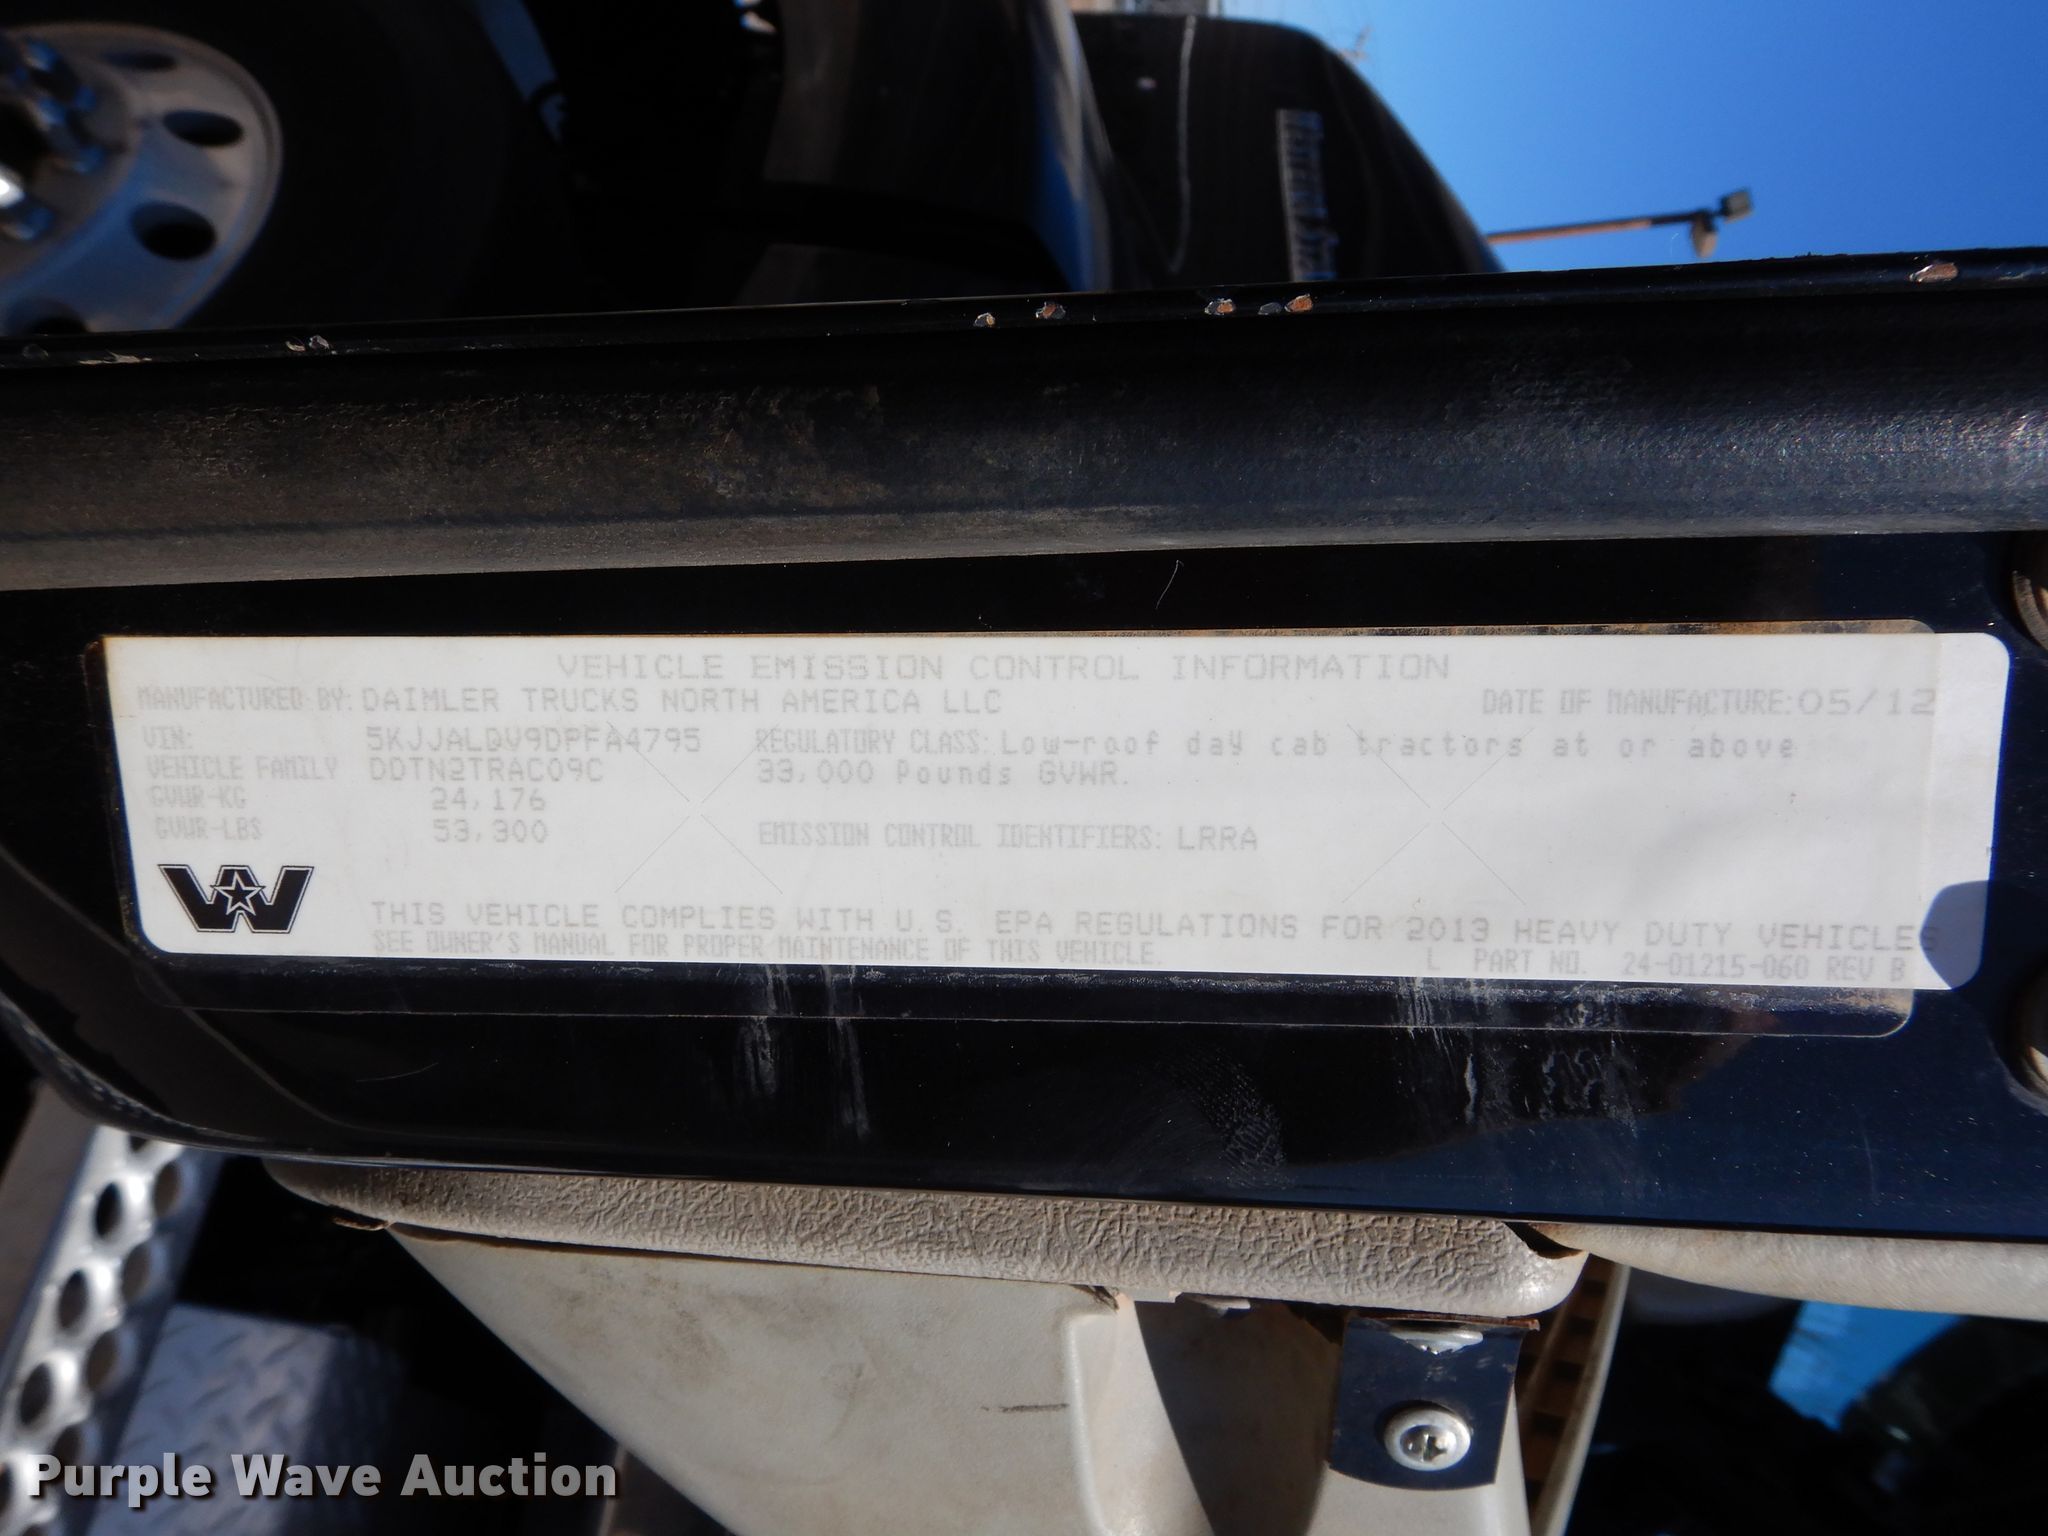 Western Star
VEHICLE EMISSION CONTROL INFORMATION
MANUFACTURED BY: DAIMLER TRUCKS NORTH AMERICA LLC DATE OF MANUFACTURE: 05/12
VIN: 5KJJALDV9DPFA4795 REGULATORY CLASS: Low-roof day cab tractors at or above
VEHICLE FAMILY DDTN2TRAC09C 33,000 Pounds GVWR.
GVWR-KG 24,176
GVWR-LBS 53,300 EMISSION CONTROL IDENTIFIERS: LRRA
THIS VEHICLE COMPLIES WITH U.S. EPA REGULATIONS FOR 2013 HEAVY DUTY VEHICLES
SEE OWNER'S MANUAL FOR PROPER MAINTENANCE OF THIS VEHICLE.
L PART NO. 24-01215-060 REV B
Purple Wave Auction